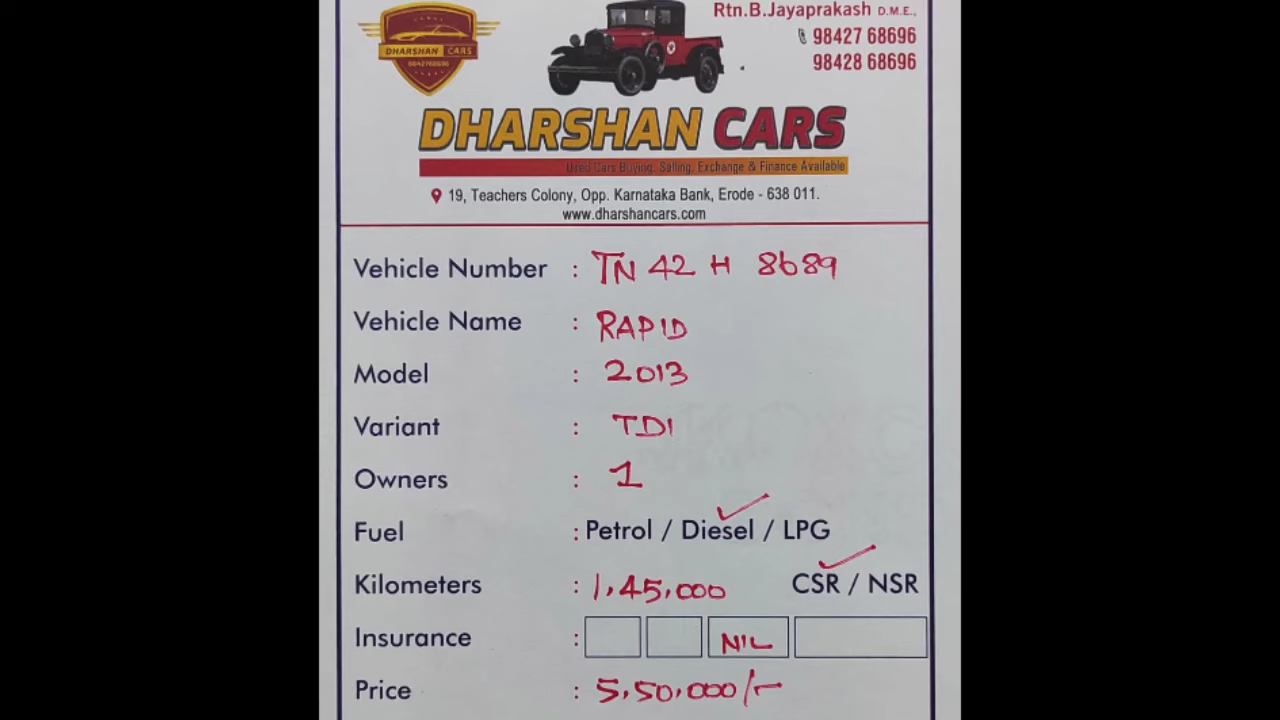 Rtn.B.Jayaprakash D.M.E.,
DHARSHAN CARS
9842768696
98427 68696
98428 68696
DHARSHAN CARS
Used Cars Buying, Selling, Exchange & Finance Available
19, Teachers Colony, Opp. Karnataka Bank, Erode - 638 011.
www.dharshancars.com
Vehicle Number : TN 42 H 8689
Vehicle Name : RAPID
Model : 2013
Variant : TDI
Owners : 1
Fuel : Petrol / Diesel / LPG
Kilometers : 1,45,000 CSR / NSR
Insurance : NIL
Price : 5,50,000/-